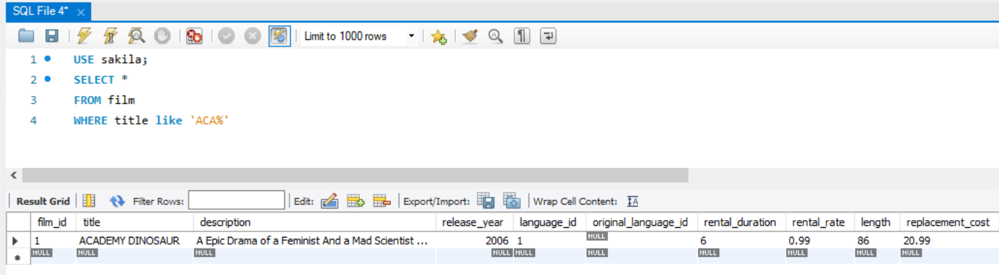 SQL File 4*
Limit to 1000 rows
1 USE sakila;
2 SELECT *
3 FROM film
4 WHERE title like 'ACA%'
Result Grid Filter Rows: Edit: Export/Import: Wrap Cell Content:
film_id title description release_year language_id original_language_id rental_duration rental_rate length replacement_cost
1 ACADEMY DINOSAUR A Epic Drama of a Feminist And a Mad Scientist ... 2006 1 NULL 6 0.99 86 20.99
NULL NULL NULL NULL NULL NULL NULL NULL NULL NULL